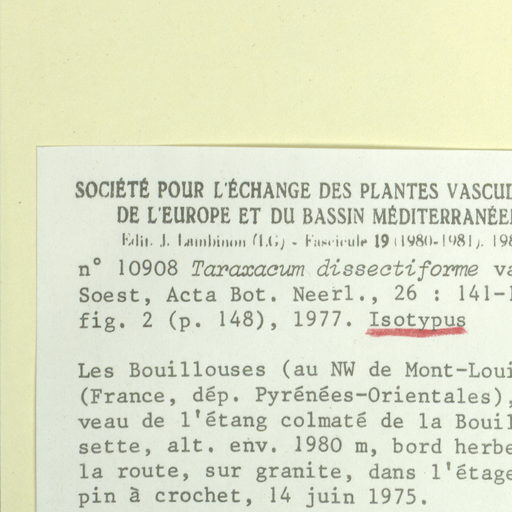 SOCIÉTÉ POUR L'ÉCHANGE DES PLANTES VASCUL
DE L'EUROPE ET DU BASSIN MÉDITERRANÉE
Edit. J. Lambinon (LG) - Fascicule 19 (1980-1981), 198
n° 10908 Taraxacum dissectiforme va
Soest, Acta Bot. Neerl., 26 : 141-1
fig. 2 (p. 148), 1977. Isotypus
Les Bouillouses (au NW de Mont-Loui
(France, dép. Pyrénées-Orientales),
veau de l'étang colmaté de la Bouil
sette, alt. env. 1980 m, bord herbe
la route, sur granite, dans l'étage
pin à crochet, 14 juin 1975.